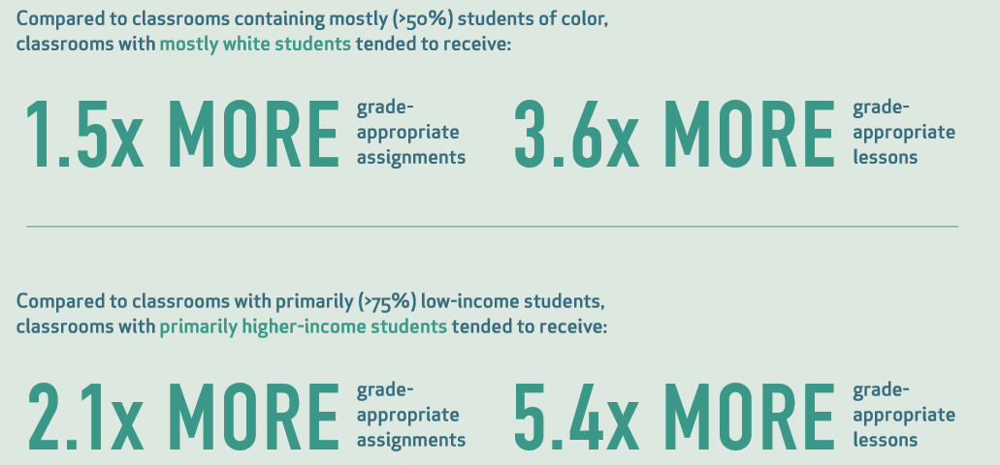 Compared to classrooms containing mostly (>50%) students of color,
classrooms with mostly white students tended to receive:
1.5x MORE
grade-
appropriate
assignments
3.6x MORE
grade-
appropriate
lessons
Compared to classrooms with primarily (>75%) low-income students,
classrooms with primarily higher-income students tended to receive:
2.1x MORE
grade-
appropriate
assignments
5.4x MORE
grade-
appropriate
lessons